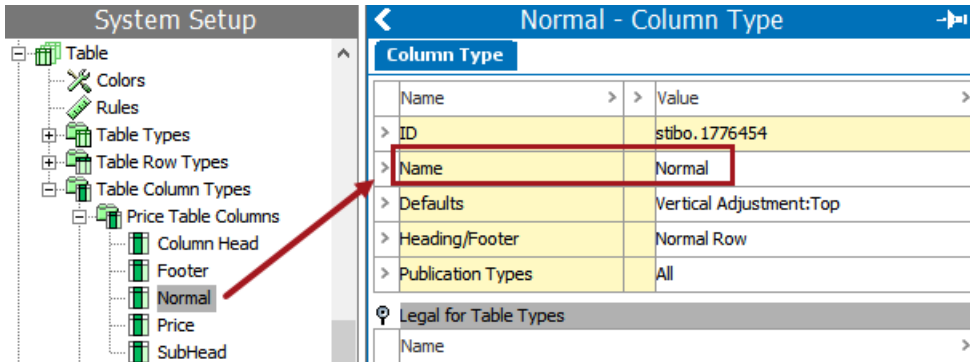 System Setup
Table
Colors
Rules
Table Types
Table Row Types
Table Column Types
Price Table Columns
Column Head
Footer
Normal
Price
SubHead
Normal - Column Type
Column Type
Name > > Value >
> ID stibo.1776454
> Name Normal
> Defaults Vertical Adjustment:Top
> Heading/Footer Normal Row
> Publication Types All
Legal for Table Types
Name >